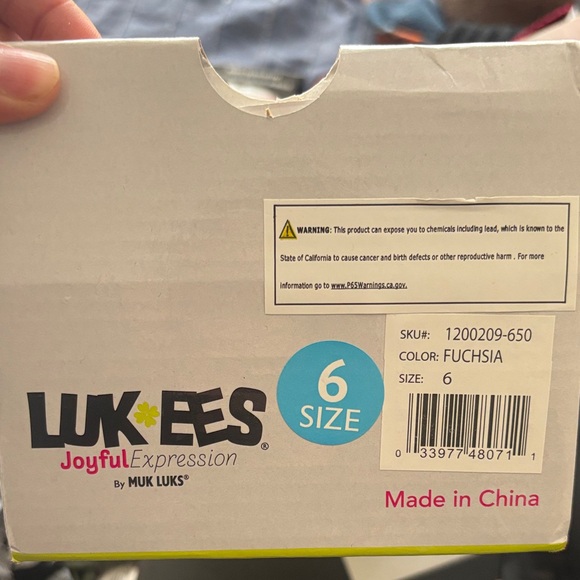 WARNING: This product can expose you to chemicals including lead, which is known to the
State of California to cause cancer and birth defects or other reproductive harm . For more
information go to www.P65Warnings.ca.gov.
SKU#: 1200209-650
COLOR: FUCHSIA
SIZE: 6
0 33977 48071 1
6
SIZE
LUK EES®
JoyfulExpression
By MUK LUKS®
Made in China